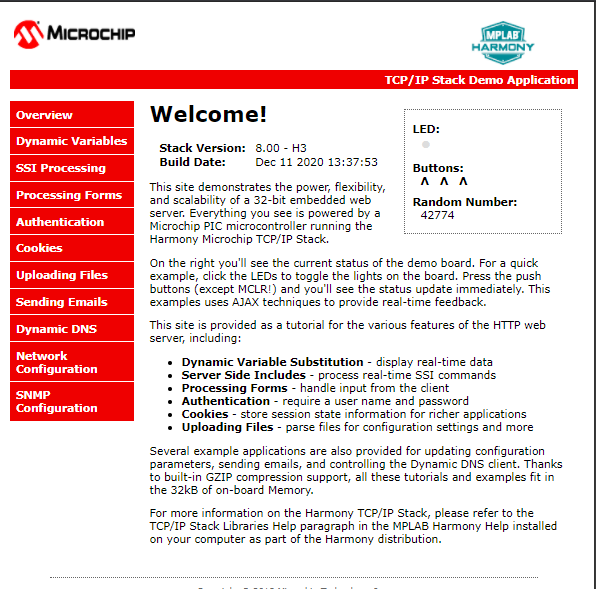 MICROCHIP
MPLAB
HARMONY
TCP/IP Stack Demo Application
Overview
Dynamic Variables
SSI Processing
Processing Forms
Authentication
Cookies
Uploading Files
Sending Emails
Dynamic DNS
Network
Configuration
SNMP
Configuration
Welcome!
Stack Version: 8.00 - H3
Build Date: Dec 11 2020 13:37:53
LED:
Buttons:
Λ Λ Λ
Random Number:
42774
This site demonstrates the power, flexibility,
and scalability of a 32-bit embedded web
server. Everything you see is powered by a
Microchip PIC microcontroller running the
Harmony Microchip TCP/IP Stack.
On the right you'll see the current status of the demo board. For a quick
example, click the LEDs to toggle the lights on the board. Press the push
buttons (except MCLR!) and you'll see the status update immediately. This
examples uses AJAX techniques to provide real-time feedback.
This site is provided as a tutorial for the various features of the HTTP web
server, including:
• Dynamic Variable Substitution - display real-time data
• Server Side Includes - process real-time SSI commands
• Processing Forms - handle input from the client
• Authentication - require a user name and password
• Cookies - store session state information for richer applications
• Uploading Files - parse files for configuration settings and more
Several example applications are also provided for updating configuration
parameters, sending emails, and controlling the Dynamic DNS client. Thanks
to built-in GZIP compression support, all these tutorials and examples fit in
the 32kB of on-board Memory.
For more information on the Harmony TCP/IP Stack, please refer to the
TCP/IP Stack Libraries Help paragraph in the MPLAB Harmony Help installed
on your computer as part of the Harmony distribution.